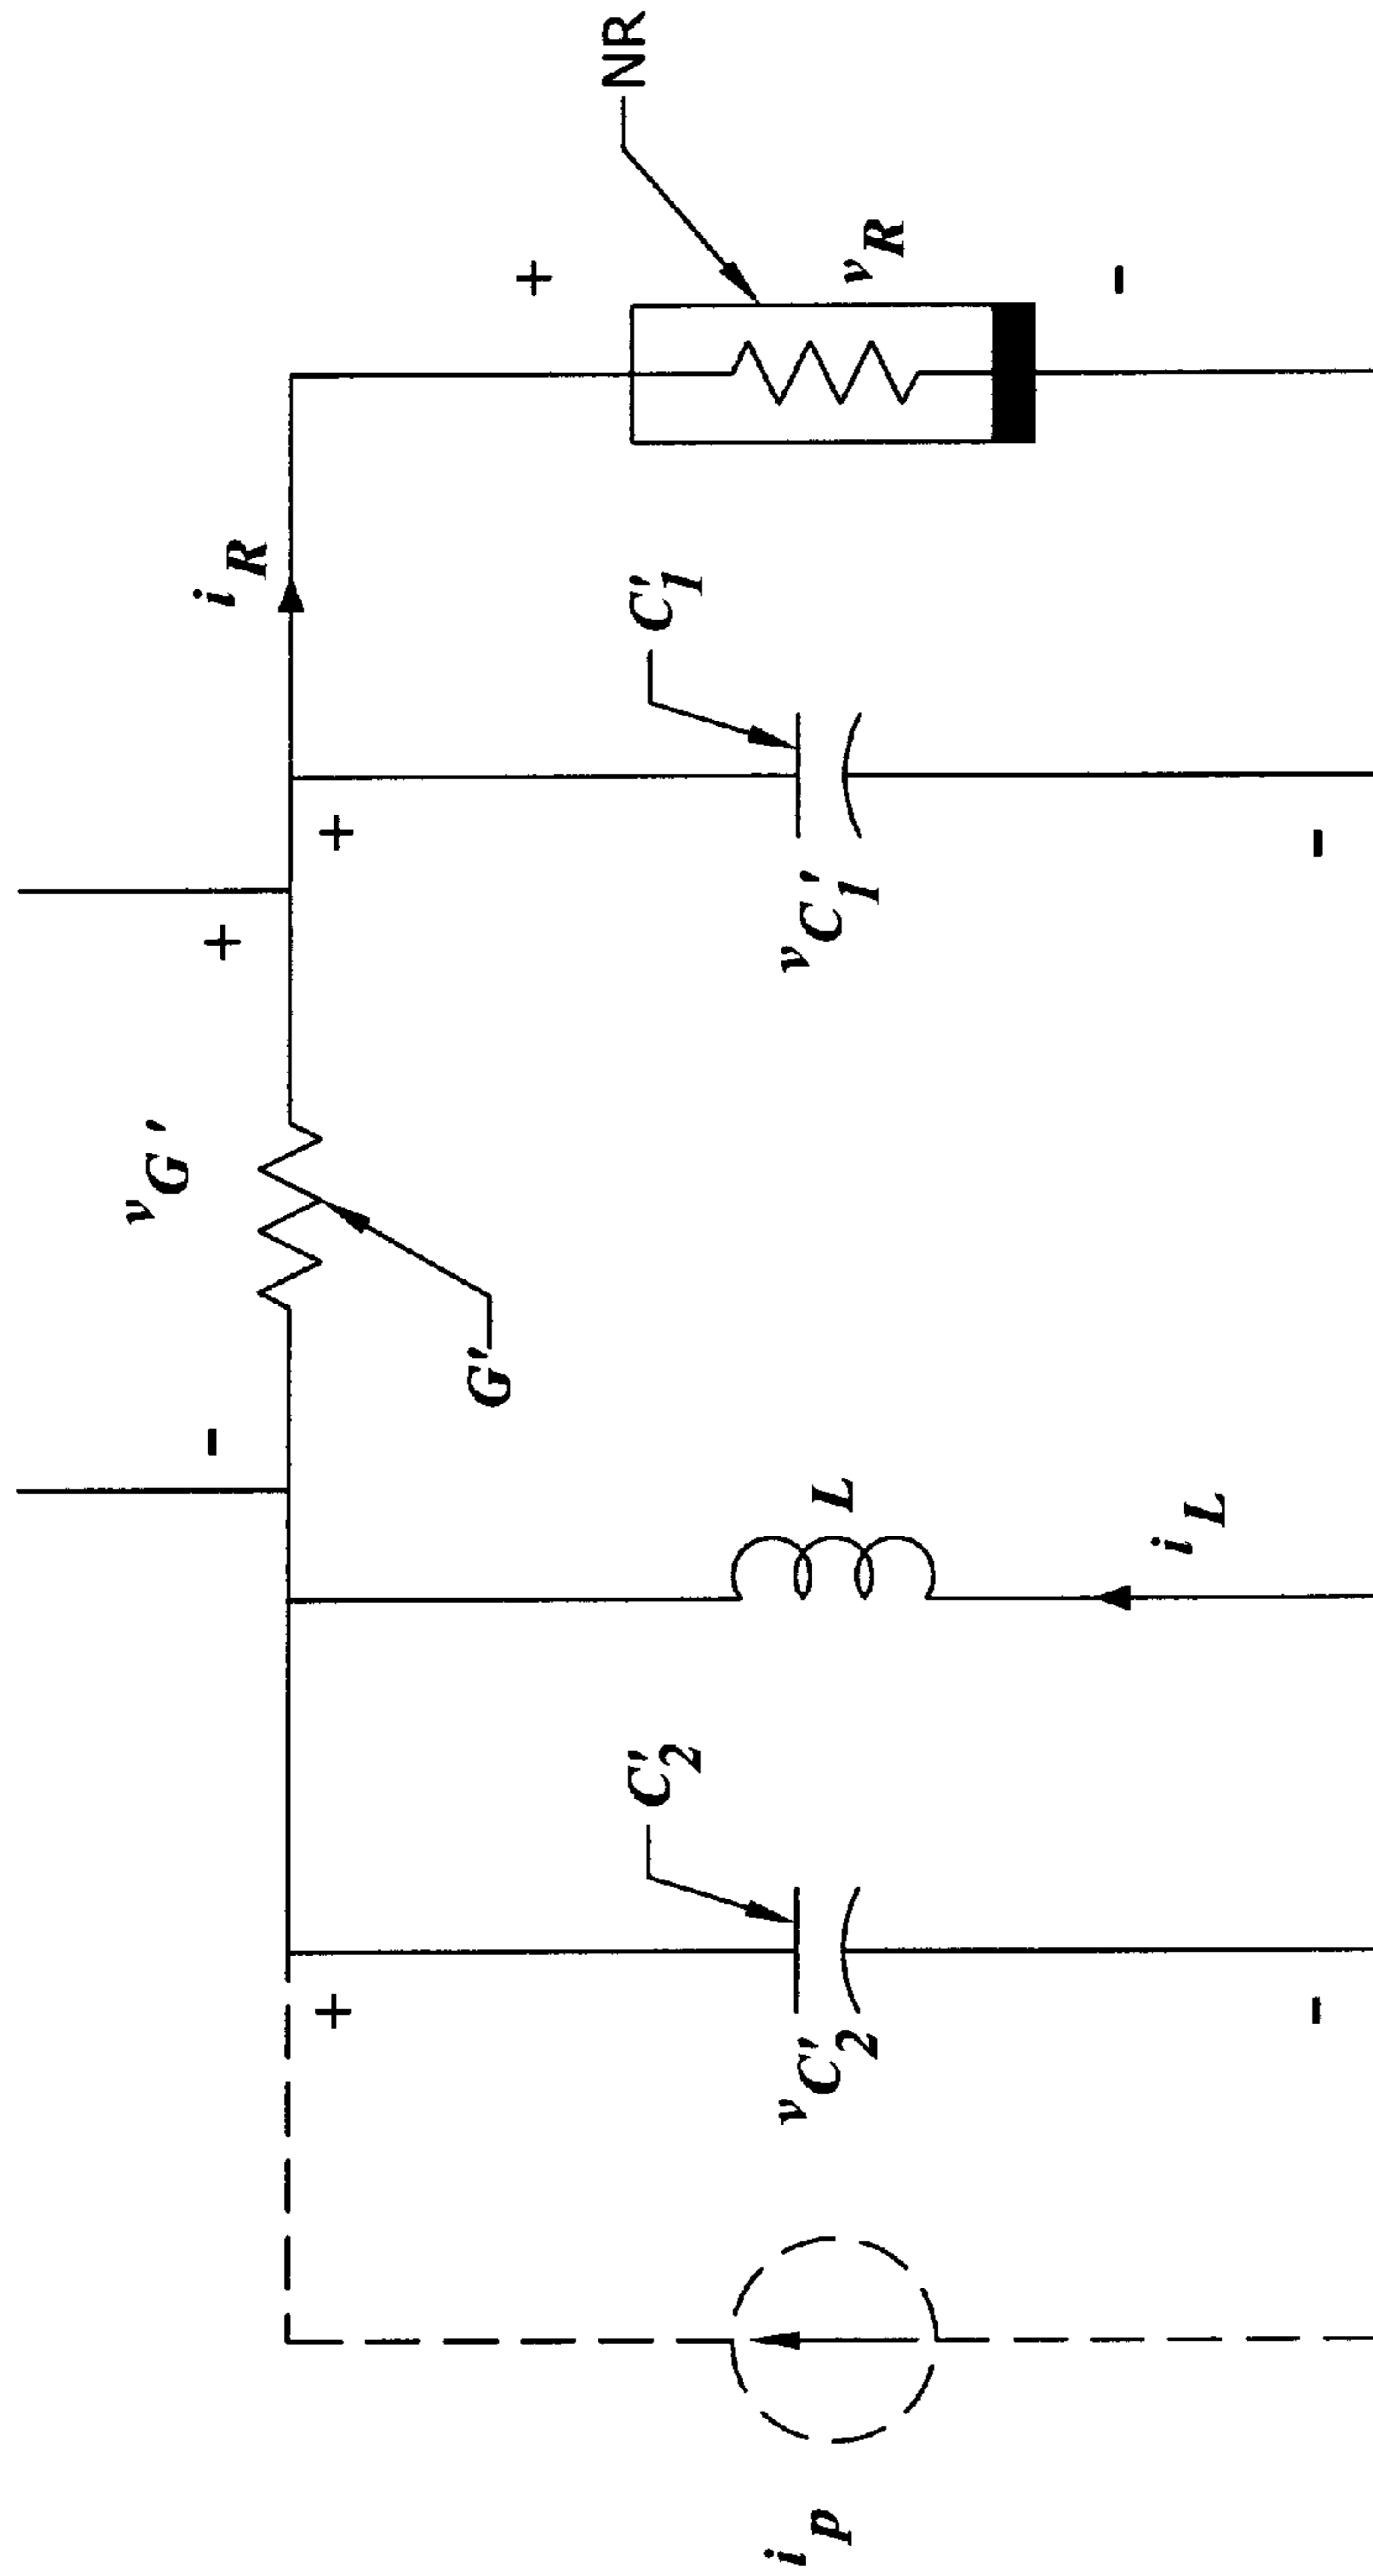 NR
i_R
+
v_R
-
C'_1
+
+
v_C'_1
-
v_G'
G'
-
L
i_L
C'_2
+
v_C'_2
-
i_p